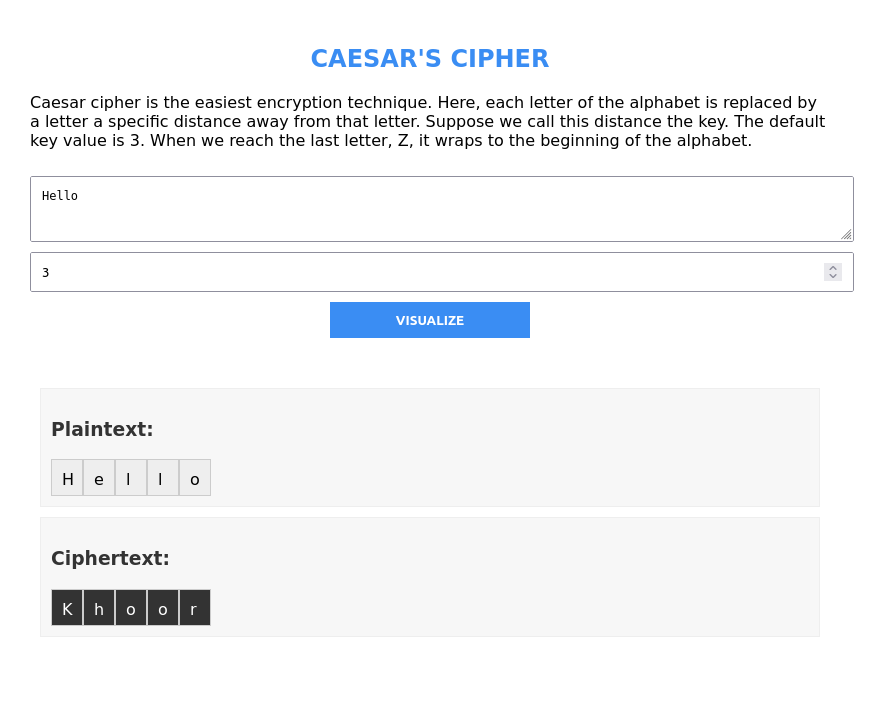 CAESAR'S CIPHER
Caesar cipher is the easiest encryption technique. Here, each letter of the alphabet is replaced by
a letter a specific distance away from that letter. Suppose we call this distance the key. The default
key value is 3. When we reach the last letter, Z, it wraps to the beginning of the alphabet.
Hello
3
VISUALIZE
Plaintext:
H e l l o
Ciphertext:
K h o o r